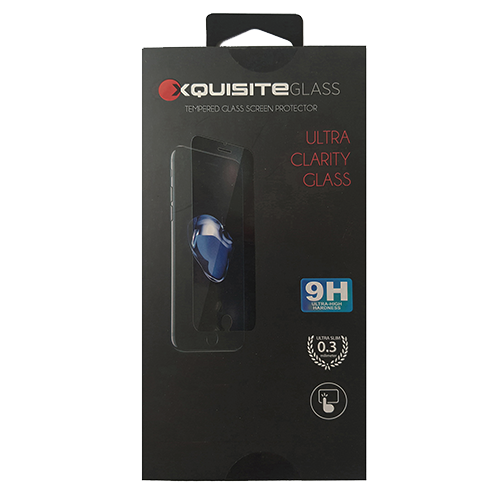 XQUISITEGLASS
TEMPERED GLASS SCREEN PROTECTOR
ULTRA
CLARITY
GLASS
9H
ULTRA-HIGH
HARDNESS
ULTRA SLIM
0.3